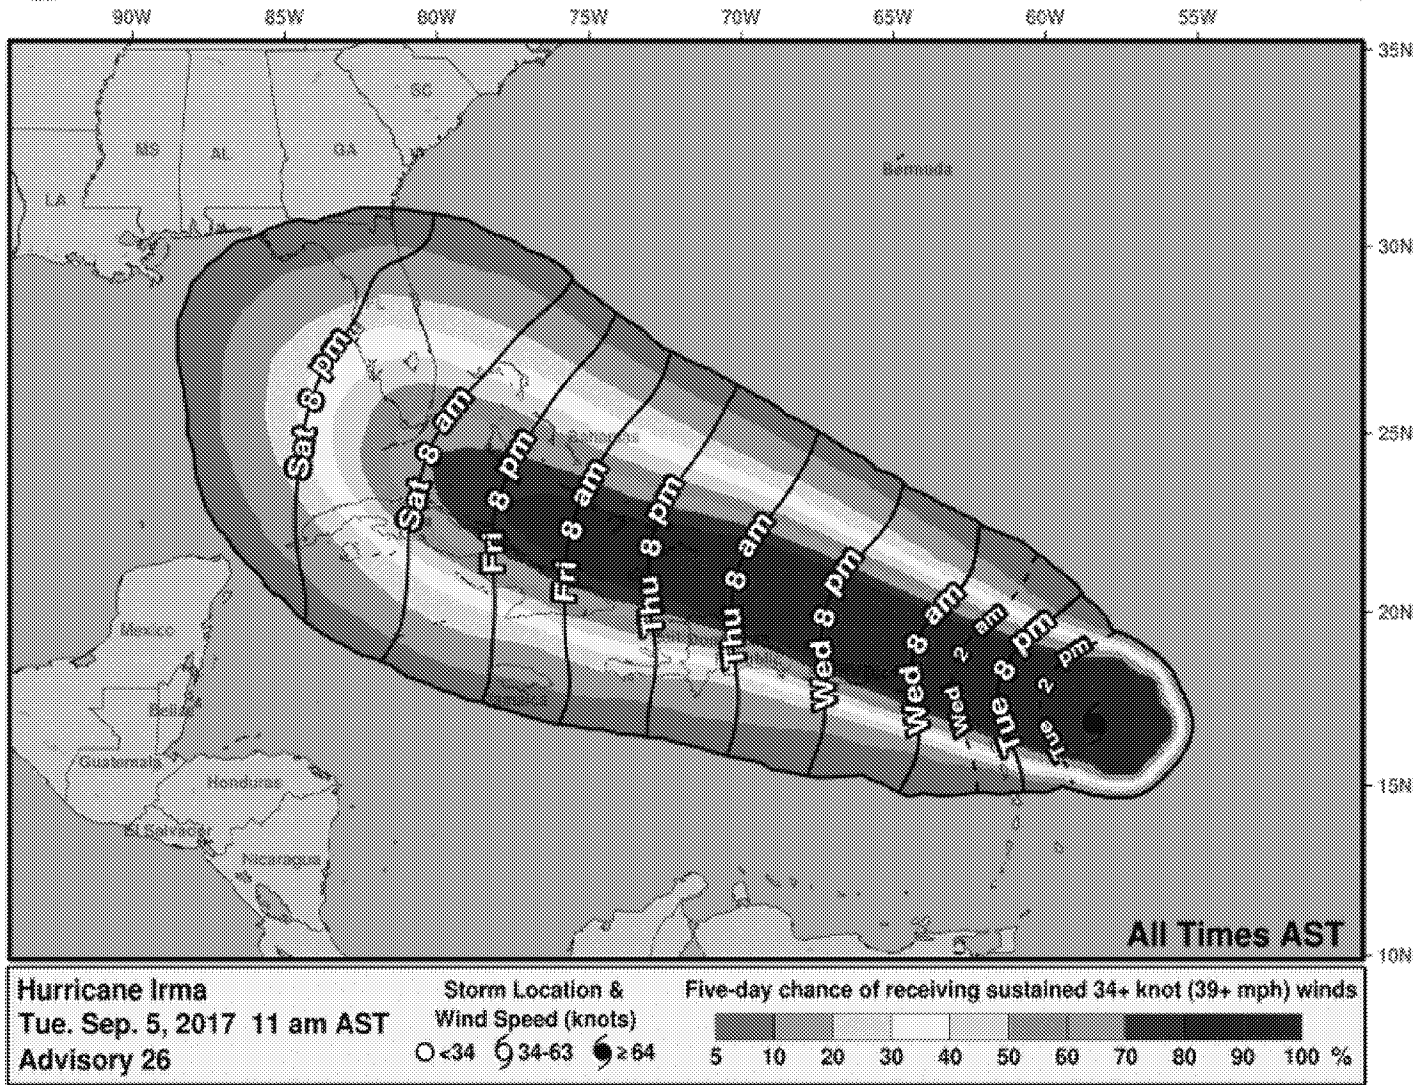 90W 85W 80W 75W 70W 65W 60W 55W
35N
SC
MS AL GA
Bermuda
LA
30N
FL
Sat 8 pm
Sat 8 am
Fri 8 pm
Bahamas
25N
Fri 8 am
Thu 8 pm
Thu 8 am
Wed 8 pm
Wed 8 am
Wed 2 am
Tue 8 pm
Tue 2 pm
20N
Mexico
Jamaica
Belize
Guatemala
Honduras
15N
El Salvador
Nicaragua
All Times AST
10N
Hurricane Irma
Tue. Sep. 5, 2017 11 am AST
Advisory 26
Storm Location &
Wind Speed (knots)
<34 34-63 ≥ 64
Five-day chance of receiving sustained 34+ knot (39+ mph) winds
5 10 20 30 40 50 60 70 80 90 100 %